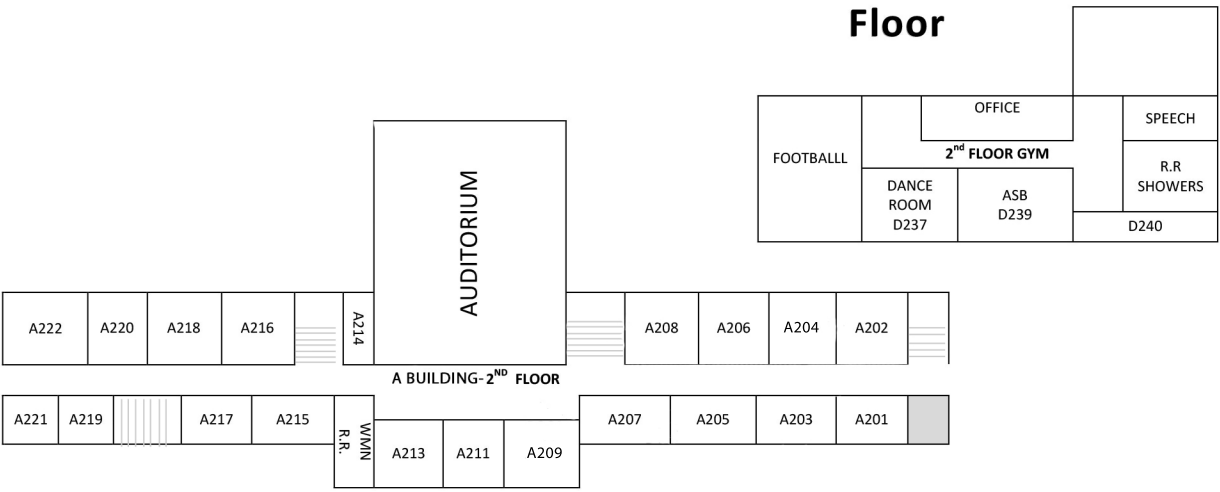 Floor
OFFICE
SPEECH
FOOTBALLL
2nd FLOOR GYM
R.R
SHOWERS
DANCE
ROOM
D237
ASB
D239
D240
AUDITORIUM
A222
A220
A218
A216
A214
A208
A206
A204
A202
A BUILDING-2ND FLOOR
A221
A219
A217
A215
WMN
R.R.
A213
A211
A209
A207
A205
A203
A201